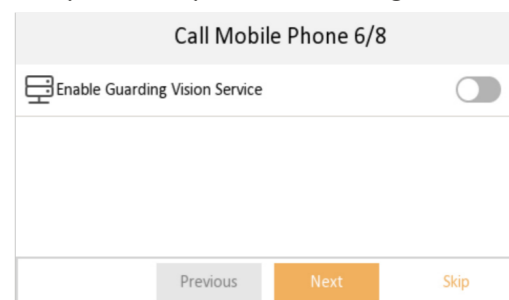 Call Mobile Phone 6/8
Enable Guarding Vision Service
Previous Next Skip